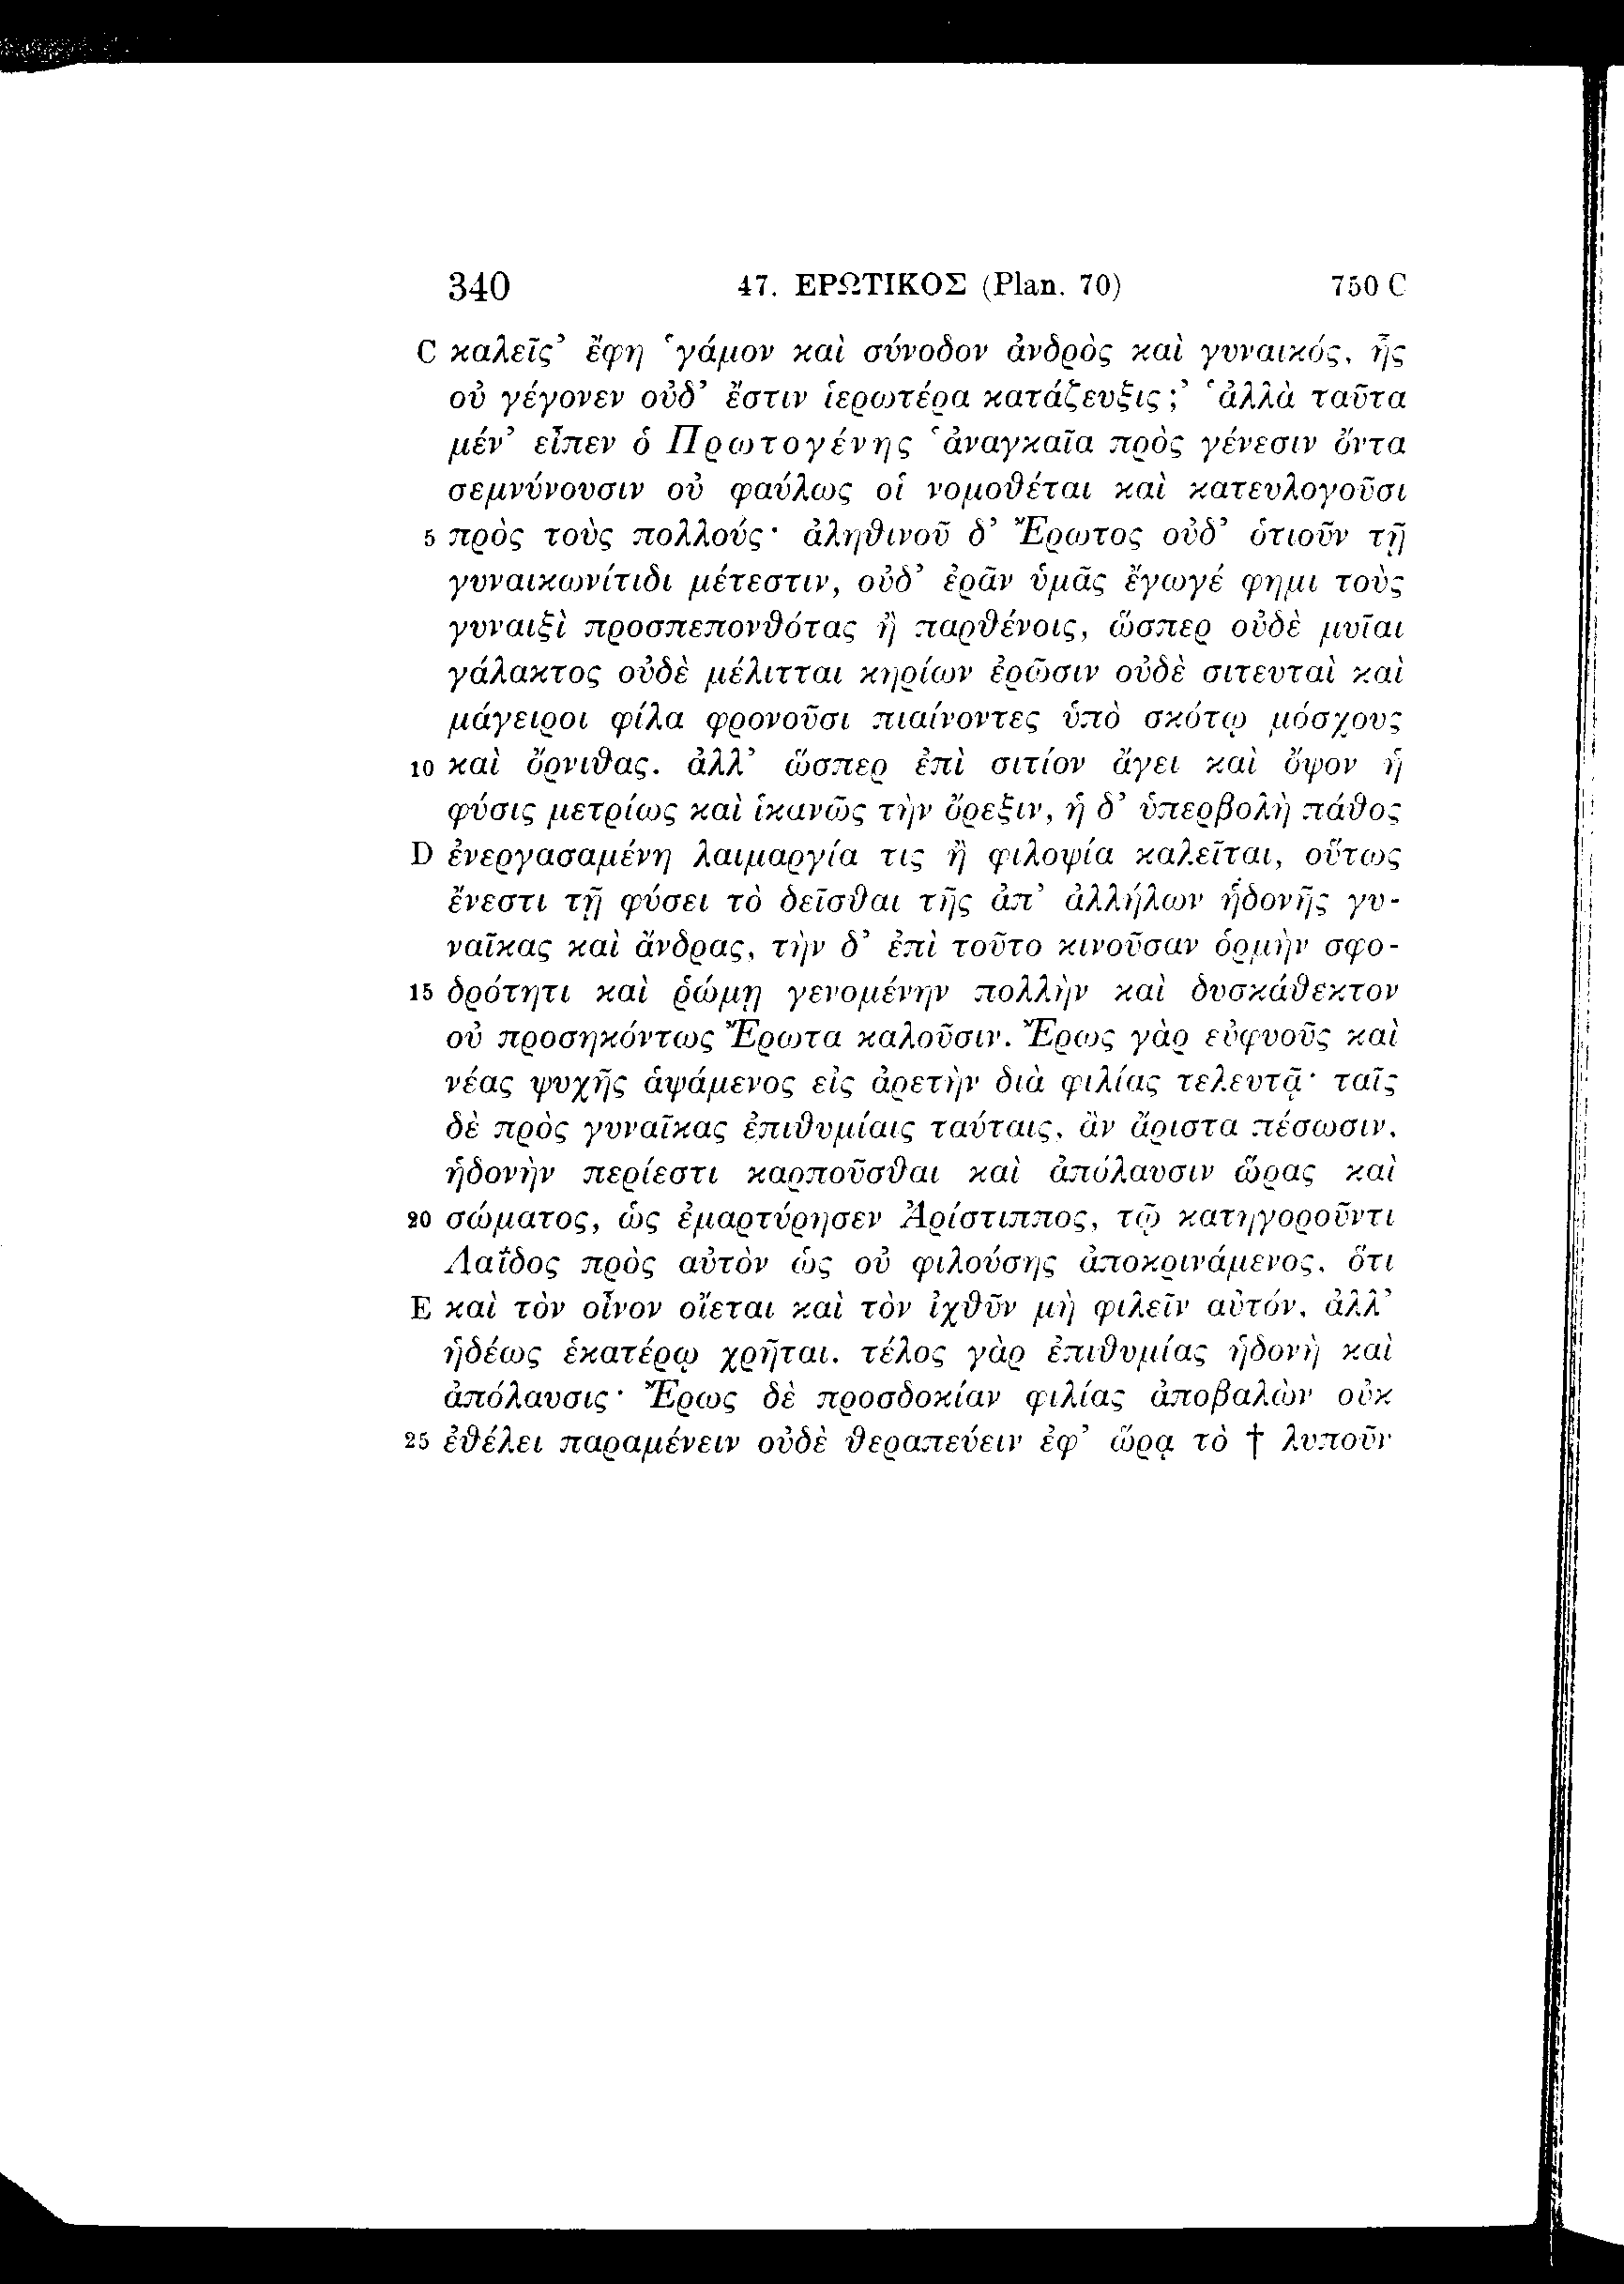 340 47. ΕΡΩΤΙΚΟΣ (Plan. 70) 750 C
C καλεῖς’ ἔφη ‘γάμον καὶ σύνοδον ἀνδρὸς καὶ γυναικός, ἧς
οὐ γέγονεν οὐδ’ ἔστιν ἱερωτέρα κατάζευξις;’ ‘ἀλλὰ ταῦτα
μέν’ εἶπεν ὁ Πρωτογένης ‘ἀναγκαῖα πρὸς γένεσιν ὄντα
σεμνύνουσιν οὐ φαύλως οἱ νομοθέται καὶ κατευλογοῦσι
5 πρὸς τοὺς πολλούς· ἀληθινοῦ δ’ Ἔρωτος οὐδ’ ὁτιοῦν τῇ
γυναικωνίτιδι μέτεστιν, οὐδ’ ἐρᾶν ὑμᾶς ἔγωγέ φημι τοὺς
γυναιξὶ προσπεπονθότας ἢ παρθένοις, ὥσπερ οὐδὲ μυῖαι
γάλακτος οὐδὲ μέλιτται κηρίων ἐρῶσιν οὐδὲ σιτευταὶ καὶ
μάγειροι φίλα φρονοῦσι πιαίνοντες ὑπὸ σκότῳ μόσχους
10 καὶ ὄρνιθας. ἀλλ’ ὥσπερ ἐπὶ σιτίον ἄγει καὶ ὄψον ἡ
φύσις μετρίως καὶ ἱκανῶς τὴν ὄρεξιν, ἡ δ’ ὑπερβολὴ πάθος
D ἐνεργασαμένη λαιμαργία τις ἢ φιλοψία καλεῖται, οὕτως
ἔνεστι τῇ φύσει τὸ δεῖσθαι τῆς ἀπ’ ἀλλήλων ἡδονῆς γυ-
ναῖκας καὶ ἄνδρας, τὴν δ’ ἐπὶ τοῦτο κινοῦσαν ὁρμὴν σφο-
15 δρότητι καὶ ῥώμῃ γενομένην πολλὴν καὶ δυσκάθεκτον
οὐ προσηκόντως Ἔρωτα καλοῦσιν. Ἔρως γὰρ εὐφυοῦς καὶ
νέας ψυχῆς ἁψάμενος εἰς ἀρετὴν διὰ φιλίας τελευτᾷ· ταῖς
δὲ πρὸς γυναῖκας ἐπιθυμίαις ταύταις, ἂν ἄριστα πέσωσιν,
ἡδονὴν περίεστι καρποῦσθαι καὶ ἀπόλαυσιν ὥρας καὶ
20 σώματος, ὡς ἐμαρτύρησεν Ἀρίστιππος, τῷ κατηγοροῦντι
Λαΐδος πρὸς αὐτὸν ὡς οὐ φιλούσης ἀποκρινάμενος, ὅτι
E καὶ τὸν οἶνον οἴεται καὶ τὸν ἰχθῦν μὴ φιλεῖν αὐτόν, ἀλλ’
ἡδέως ἑκατέρῳ χρῆται. τέλος γὰρ ἐπιθυμίας ἡδονὴ καὶ
ἀπόλαυσις· Ἔρως δὲ προσδοκίαν φιλίας ἀποβαλὼν οὐκ
25 ἐθέλει παραμένειν οὐδὲ θεραπεύειν ἐφ’ ὥρᾳ τὸ † λυποῦν